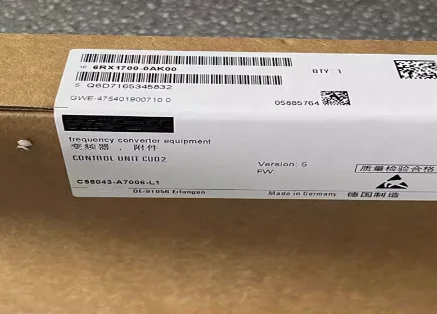 1P 6RX1700-0AK00
S Q6D7165345832
QTY: 1
GWE-475401900710 0
05885764
frequency converter equipment
变频器．附件
CONTROL UNIT CUD2
Version: S
FW.
质量检验合格
C98043-A7006-L1
DE-91056 Erlangen
Made in Germany
德国制造